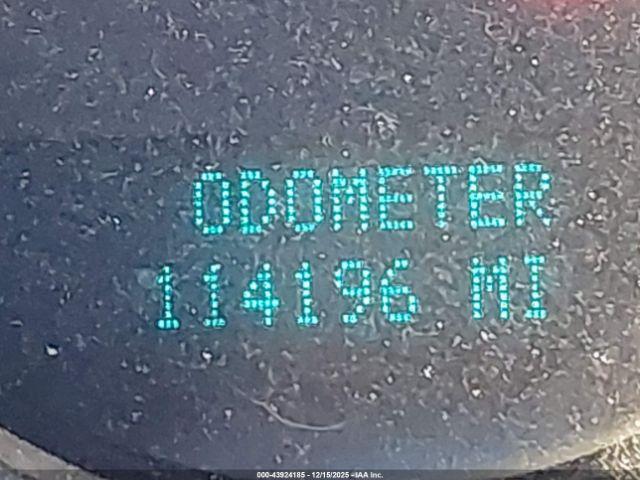 ODOMETER
114196 MI
000-43924185 - 12/15/2025 - IAA Inc.